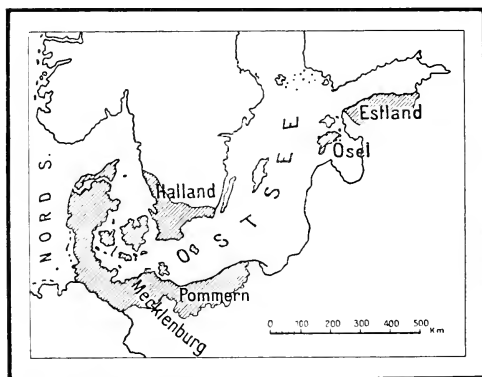 NORD S.
Halland
Estland
Ösel
OSTSEE
Mecklenburg
Pommern
0 100 200 300 400 500
Km